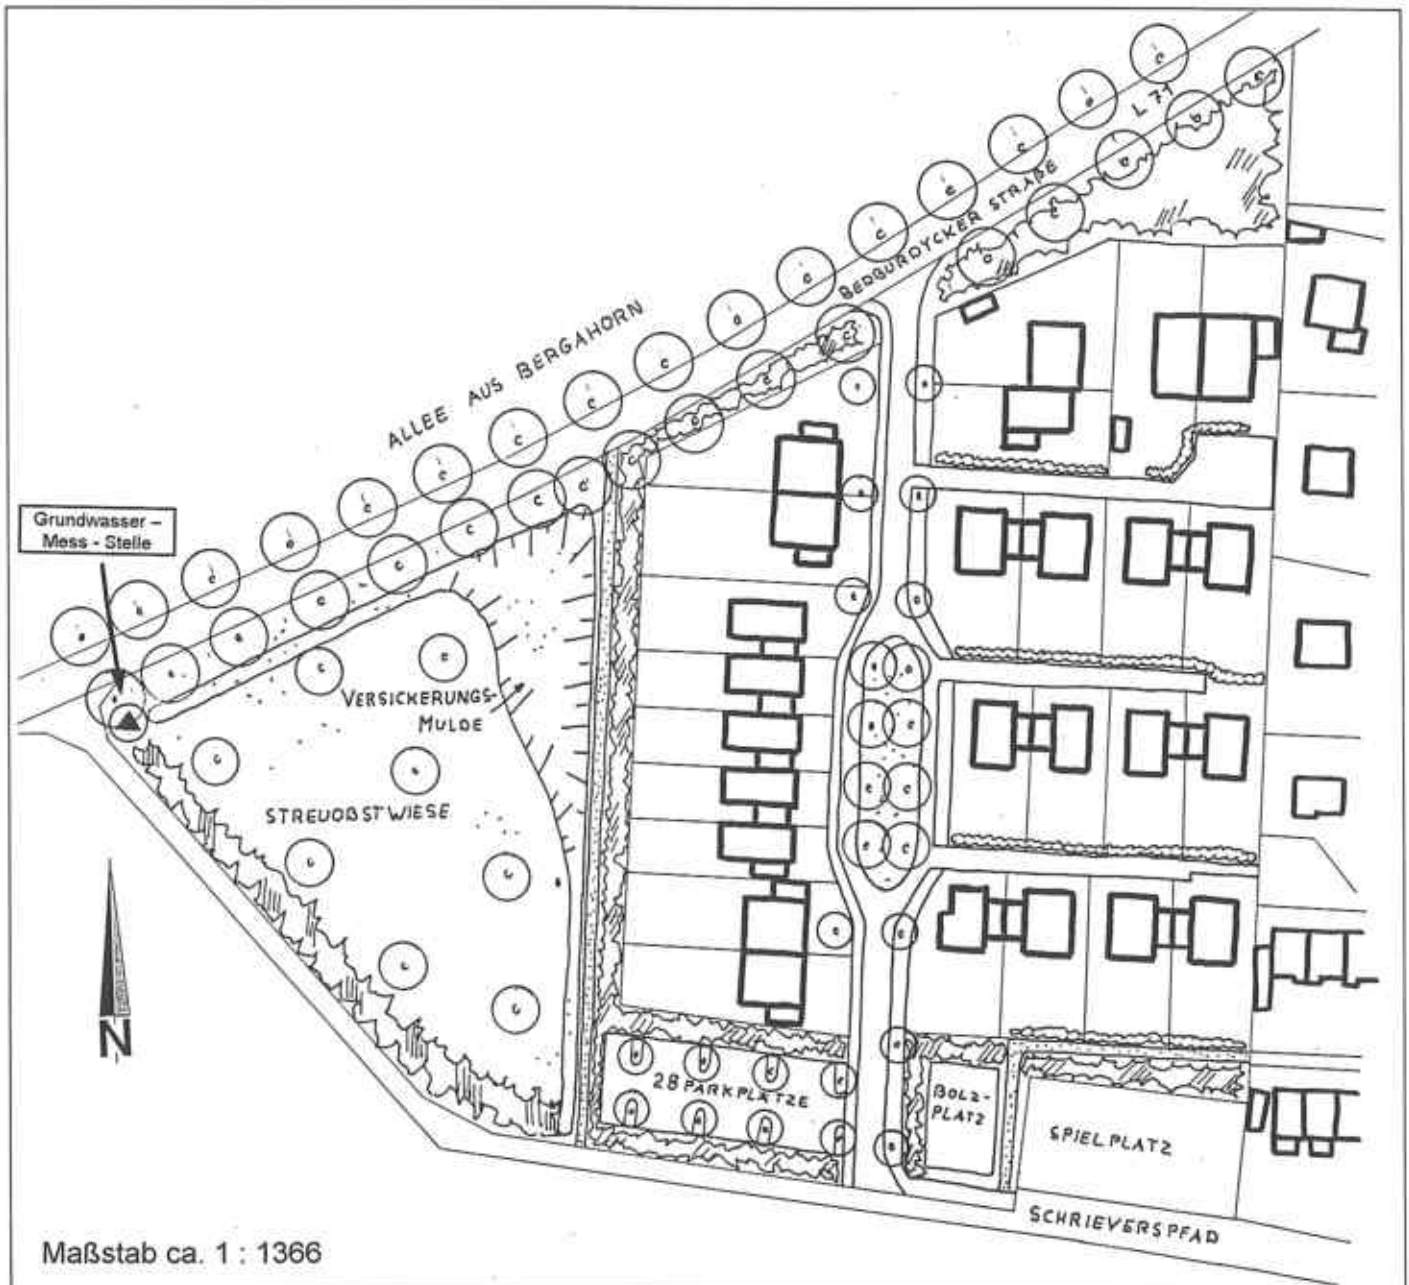 L 71
BEDBURDYCKER STRAßE
ALLEE AUS BERGAHORN
Grundwasser –
Mess - Stelle
VERSICKERUNGS-
MULDE
STREUOBSTWIESE
N
28 PARKPLÄTZE
BOLZ-
PLATZ
SPIELPLATZ
SCHRIEVERSPFAD
Maßstab ca. 1 : 1366